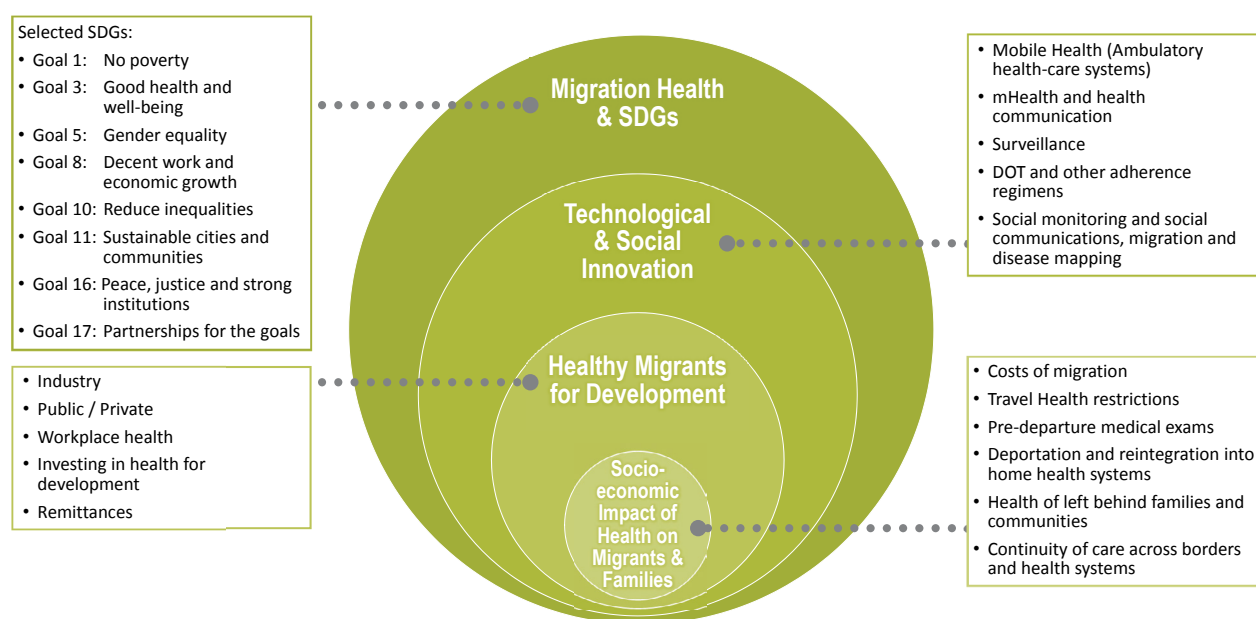 Selected SDGs:
• Goal 1: No poverty
• Goal 3: Good health and
well-being
• Goal 5: Gender equality
• Goal 8: Decent work and
economic growth
• Goal 10: Reduce inequalities
• Goal 11: Sustainable cities and
communities
• Goal 16: Peace, justice and strong
institutions
• Goal 17: Partnerships for the goals
Migration Health
& SDGs
• Mobile Health (Ambulatory
health-care systems)
• mHealth and health
communication
• Surveillance
• DOT and other adherence
regimens
• Social monitoring and social
communications, migration and
disease mapping
Technological
& Social
Innovation
• Industry
• Public / Private
• Workplace health
• Investing in health for
development
• Remittances
Healthy Migrants
for Development
• Costs of migration
• Travel Health restrictions
• Pre-departure medical exams
• Deportation and reintegration into
home health systems
• Health of left behind families and
communities
• Continuity of care across borders
and health systems
Socio-
economic
Impact of
Health on
Migrants &
Families